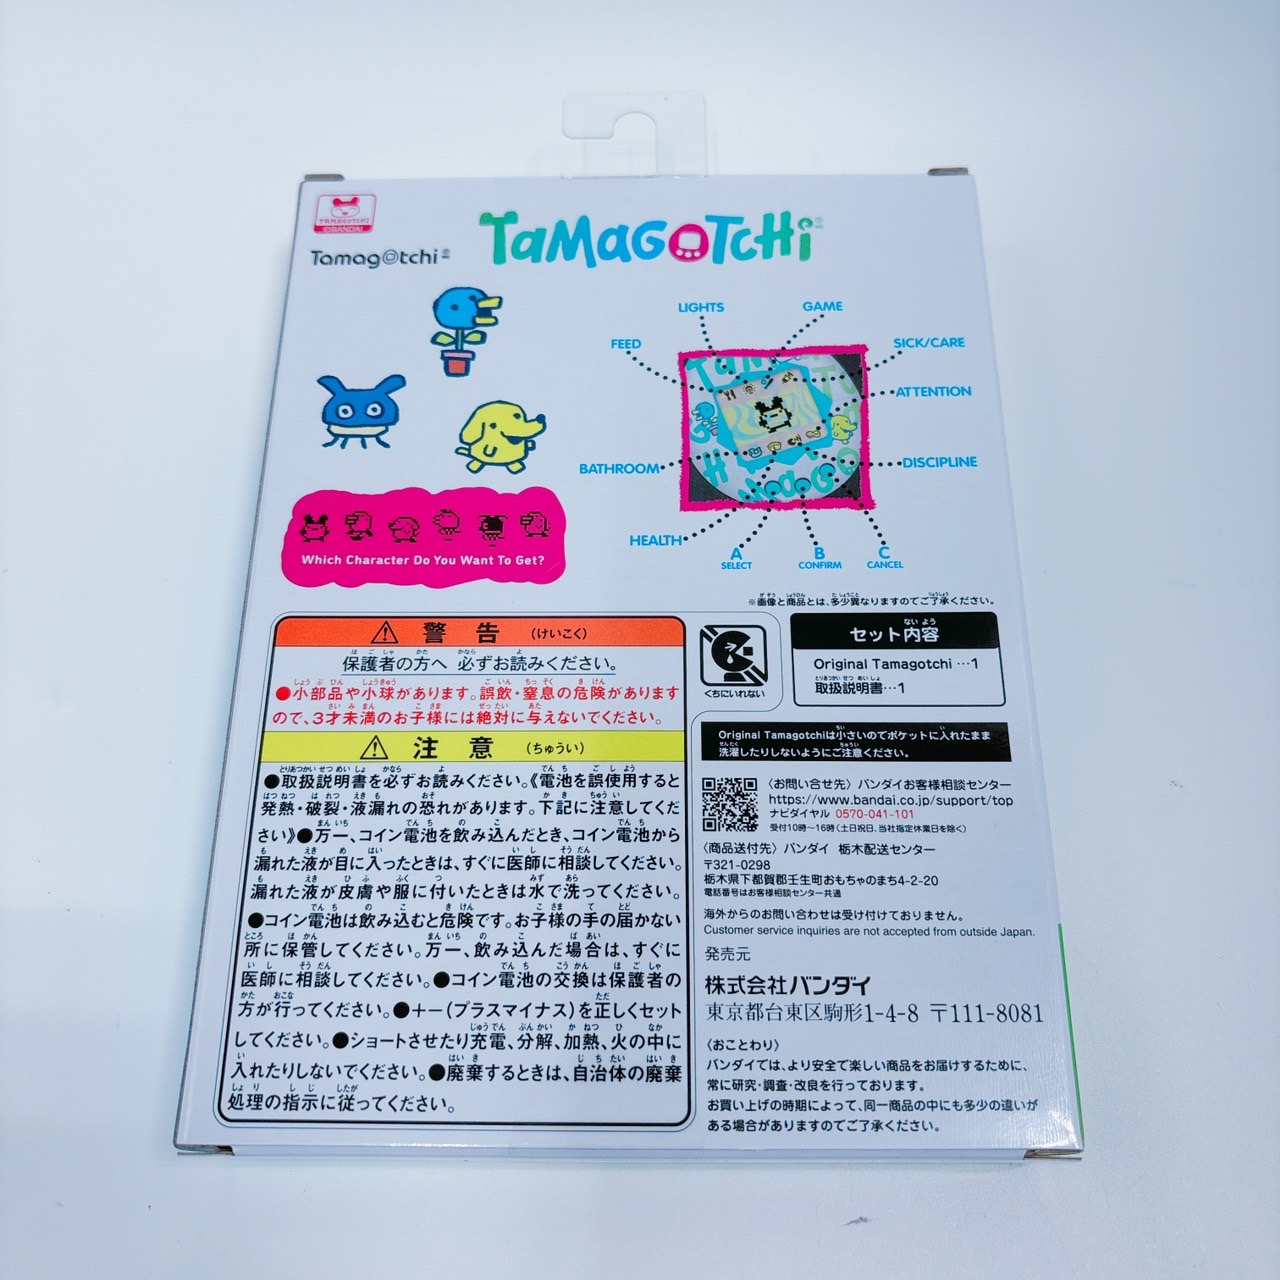 TAMAGOTCHI
©BANDAI
Tamagotchi
TaMaGoTCHi
LIGHTS
GAME
FEED
SICK/CARE
ATTENTION
BATHROOM
DISCIPLINE
HEALTH
A
SELECT
B
CONFIRM
C
CANCEL
Which Character Do You Want To Get?
※画像と商品とは、多少異なりますのでご了承ください。
警告 (けいこく)
保護者の方へ 必ずお読みください。
●小部品や小球があります。誤飲・窒息の危険があります
ので、3才未満のお子様には絶対に与えないでください。
注意 (ちゅうい)
●取扱説明書を必ずお読みください。《電池を誤使用すると
発熱・破裂・液漏れの恐れがあります。下記に注意してくだ
さい》●万一、コイン電池を飲み込んだとき、コイン電池から
漏れた液が目に入ったときは、すぐに医師に相談してください。
漏れた液が皮膚や服に付いたときは水で洗ってください。
●コイン電池は飲み込むと危険です。お子様の手の届かない
所に保管してください。万一、飲み込んだ場合は、すぐに
医師に相談してください。●コイン電池の交換は保護者の
方が行ってください。●+−(プラスマイナス)を正しくセット
してください。●ショートさせたり充電、分解、加熱、火の中に
入れたりしないでください。●廃棄するときは、自治体の廃棄
処理の指示に従ってください。
くちにいれない
セット内容
Original Tamagotchi …1
取扱説明書…1
Original Tamagotchiは小さいのでポケットに入れたまま
洗濯したりしないようにご注意ください。
〈お問い合せ先〉バンダイお客様相談センター
https://www.bandai.co.jp/support/top
ナビダイヤル 0570-041-101
受付10時〜16時(土日祝日、当社指定休業日を除く)
〈商品送付先〉バンダイ 栃木配送センター
〒321-0298
栃木県下都賀郡壬生町おもちゃのまち4-2-20
電話番号はお客様相談センター共通
海外からのお問い合わせは受け付けておりません。
Customer service inquiries are not accepted from outside Japan.
発売元
株式会社バンダイ
東京都台東区駒形1-4-8 〒111-8081
〈おことわり〉
バンダイでは、より安全で楽しい商品をお届けするために、
常に研究・調査・改良を行っております。
お買い上げの時期によって、同一商品の中にも多少の違いが
ある場合がありますのでご了承ください。